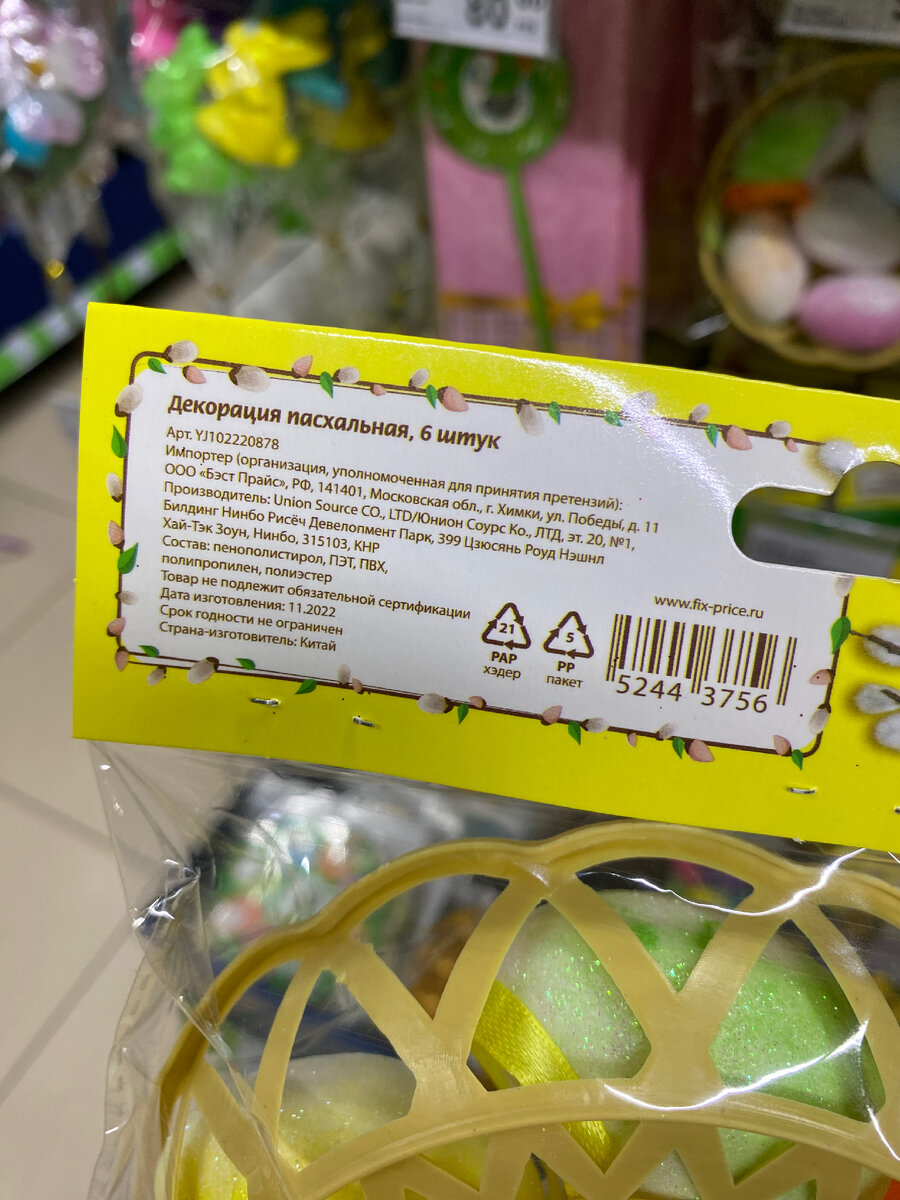 80
Декорация пасхальная, 6 штук
Арт. YJ102220878
Импортер (организация, уполномоченная для принятия претензий):
ООО «Бэст Прайс», РФ, 141401, Московская обл., г. Химки, ул. Победы, д. 11
Производитель: Union Source CO., LTD/Юнион Соурс Ко., ЛТД, эт. 20, №1,
Билдинг Нинбо Рисёч Девелопмент Парк, 399 Цзюсянь Роуд Нэшнл
Хай-Тэк Зоун, Нинбо, 315103, КНР
Состав: пенополистирол, ПЭТ, ПВХ,
полипропилен, полиэстер
Товар не подлежит обязательной сертификации
Дата изготовления: 11.2022
Срок годности не ограничен
Страна-изготовитель: Китай
21
PAP
хэдер
5
PP
пакет
www.fix-price.ru
5244 3756